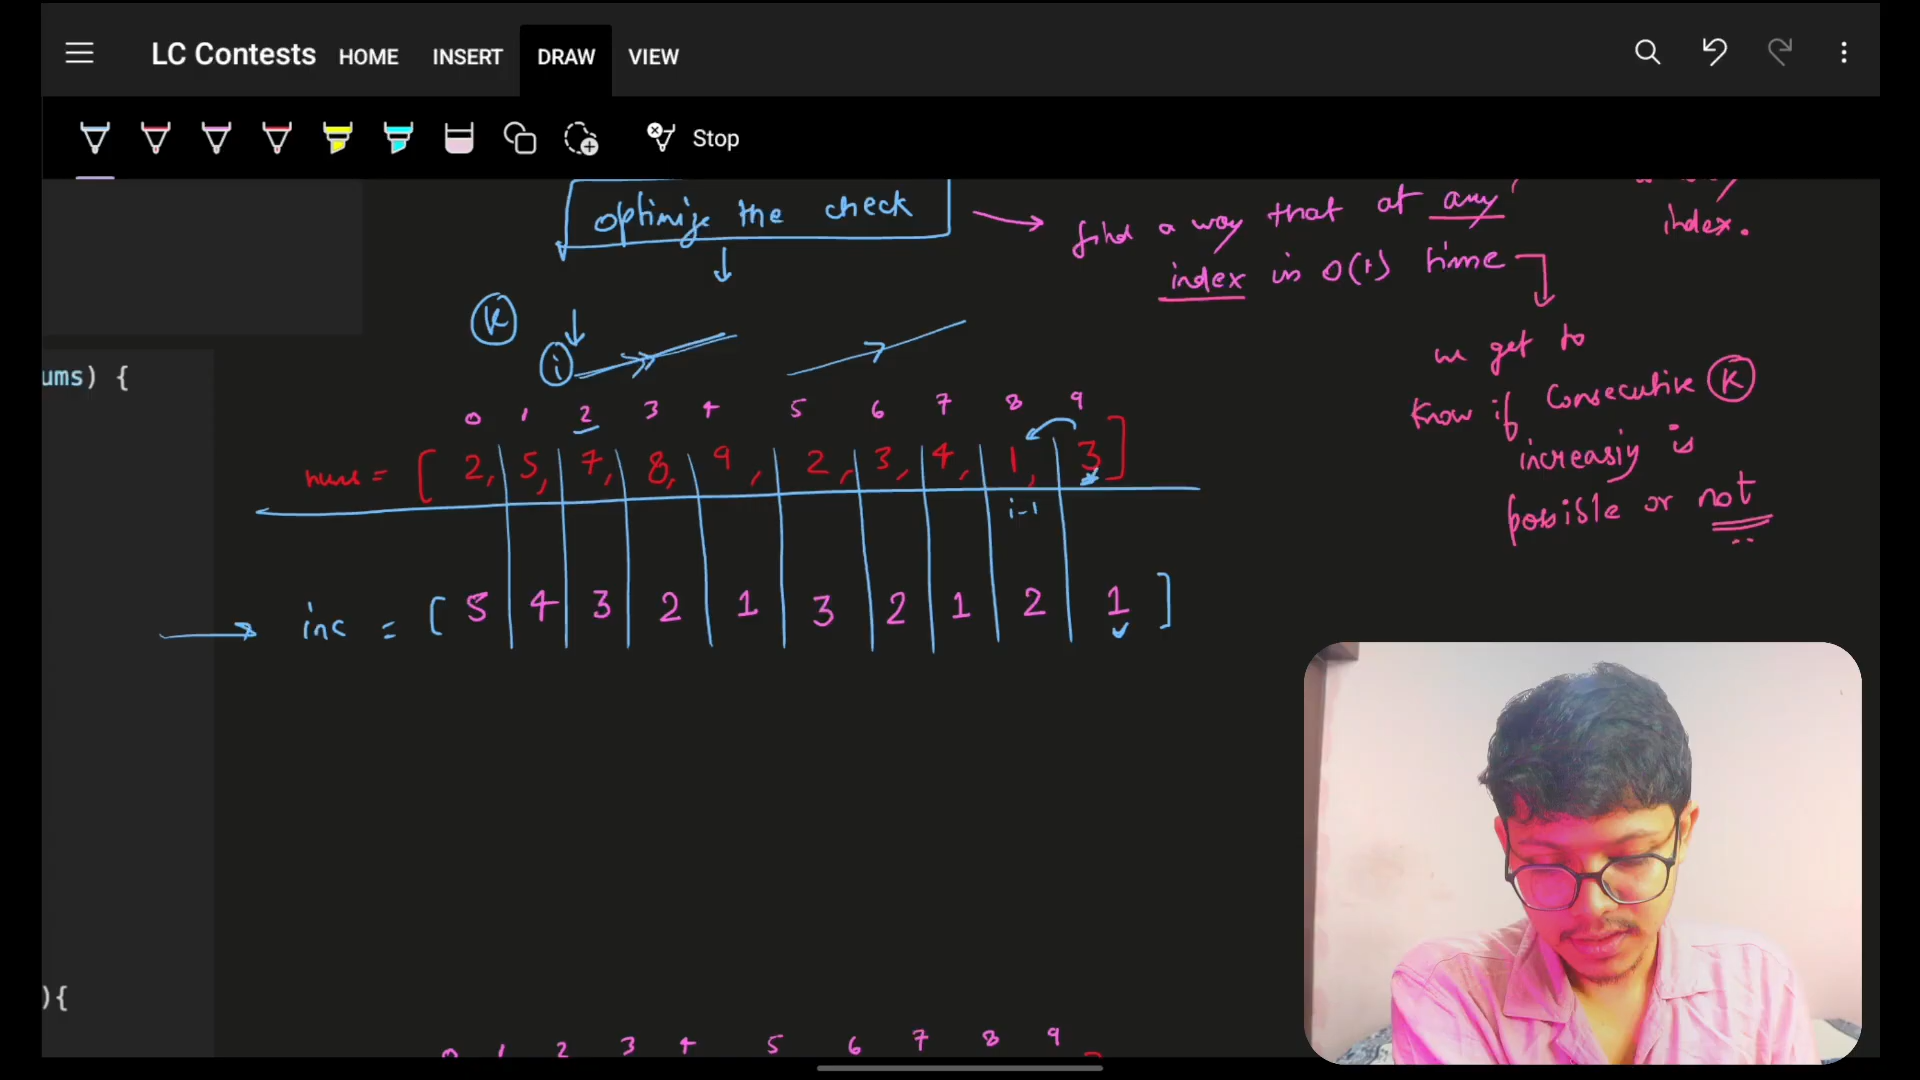 LC Contests HOME INSERT DRAW VIEW
Stop
optimize the check
find a way that at any
index in O(1) time
index.
we get to
know if Consecutive K
increasig is
possible or not
K
i
ums) {
0 1 2 3 4 5 6 7 8 9
nums = [ 2, 5, 7, 8, 9, 2, 3, 4, 1, 3 ]
i-1
inc = [ 5 4 3 2 1 3 2 1 2 1 ]
){
0 1 2 3 4 5 6 7 8 9